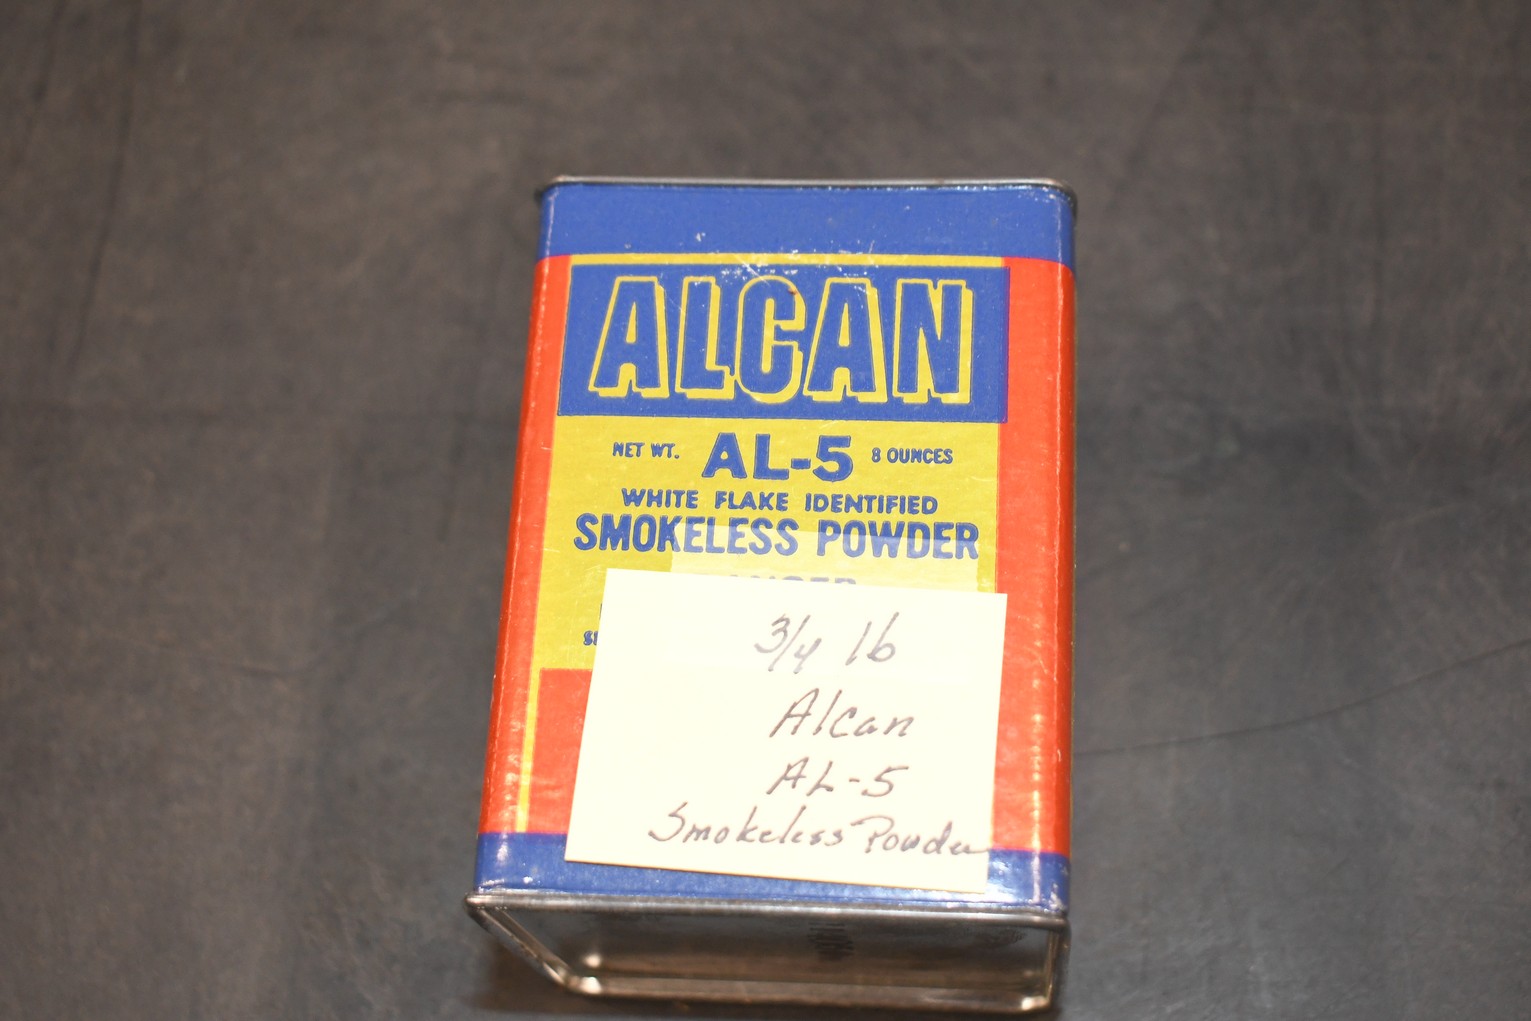 ALCAN
NET WT. AL-5 8 OUNCES
WHITE FLAKE IDENTIFIED
SMOKELESS POWDER
3/4 lb
Alcan
AL-5
Smokeless Powder